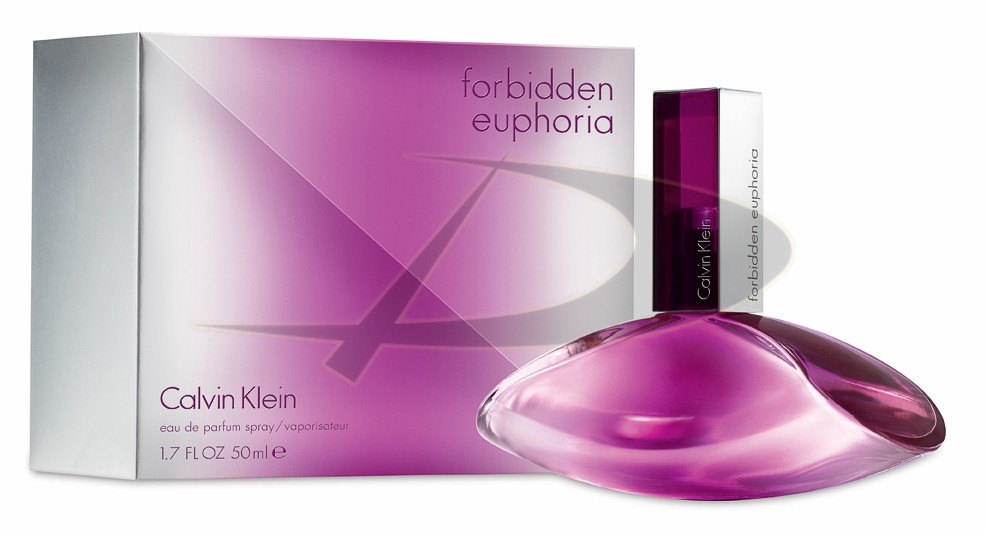 forbidden
euphoria
Calvin Klein
eau de parfum spray/vaporisateur
1.7 FL OZ 50ml ℮
Calvin Klein
forbidden euphoria